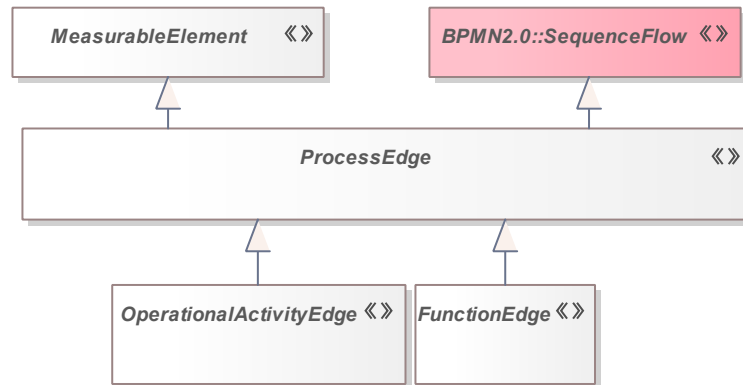 MeasurableElement «»
BPMN2.0::SequenceFlow «»
ProcessEdge «»
OperationalActivityEdge «»
FunctionEdge «»